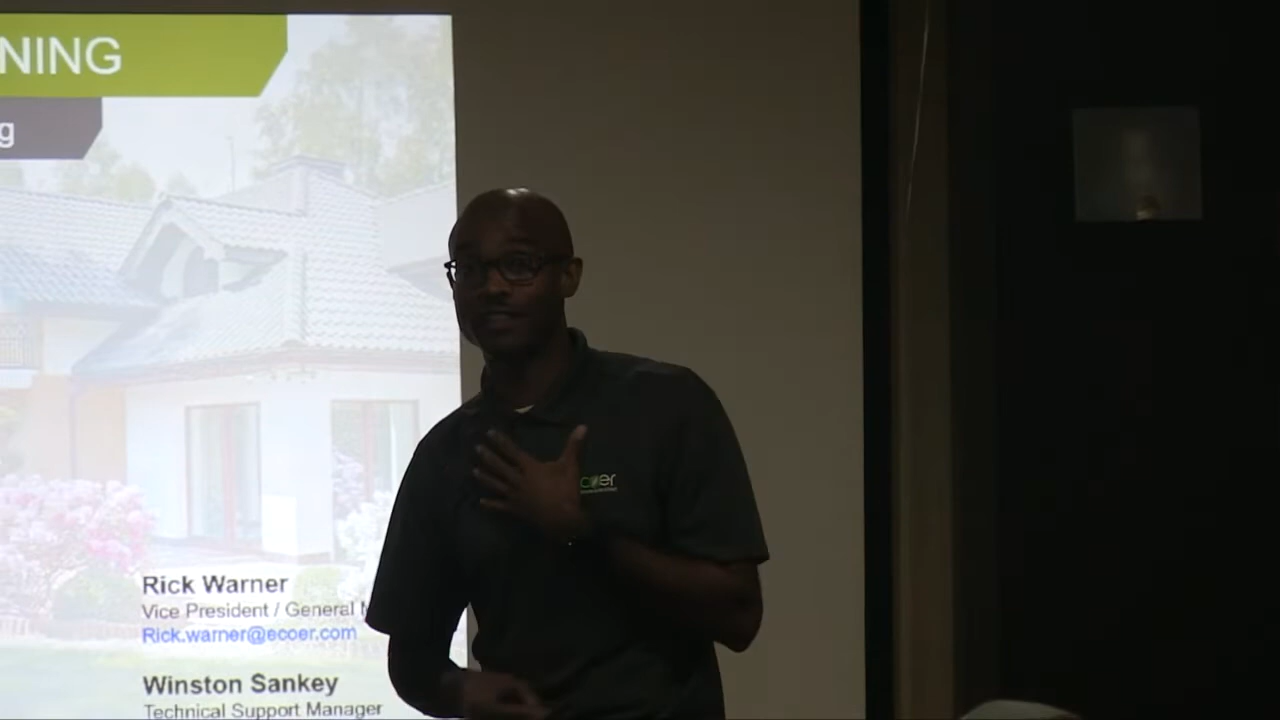 NING
g
ecoer
Rick Warner
Vice President / General
Rick.warner@ecoer.com
Winston Sankey
Technical Support Manager